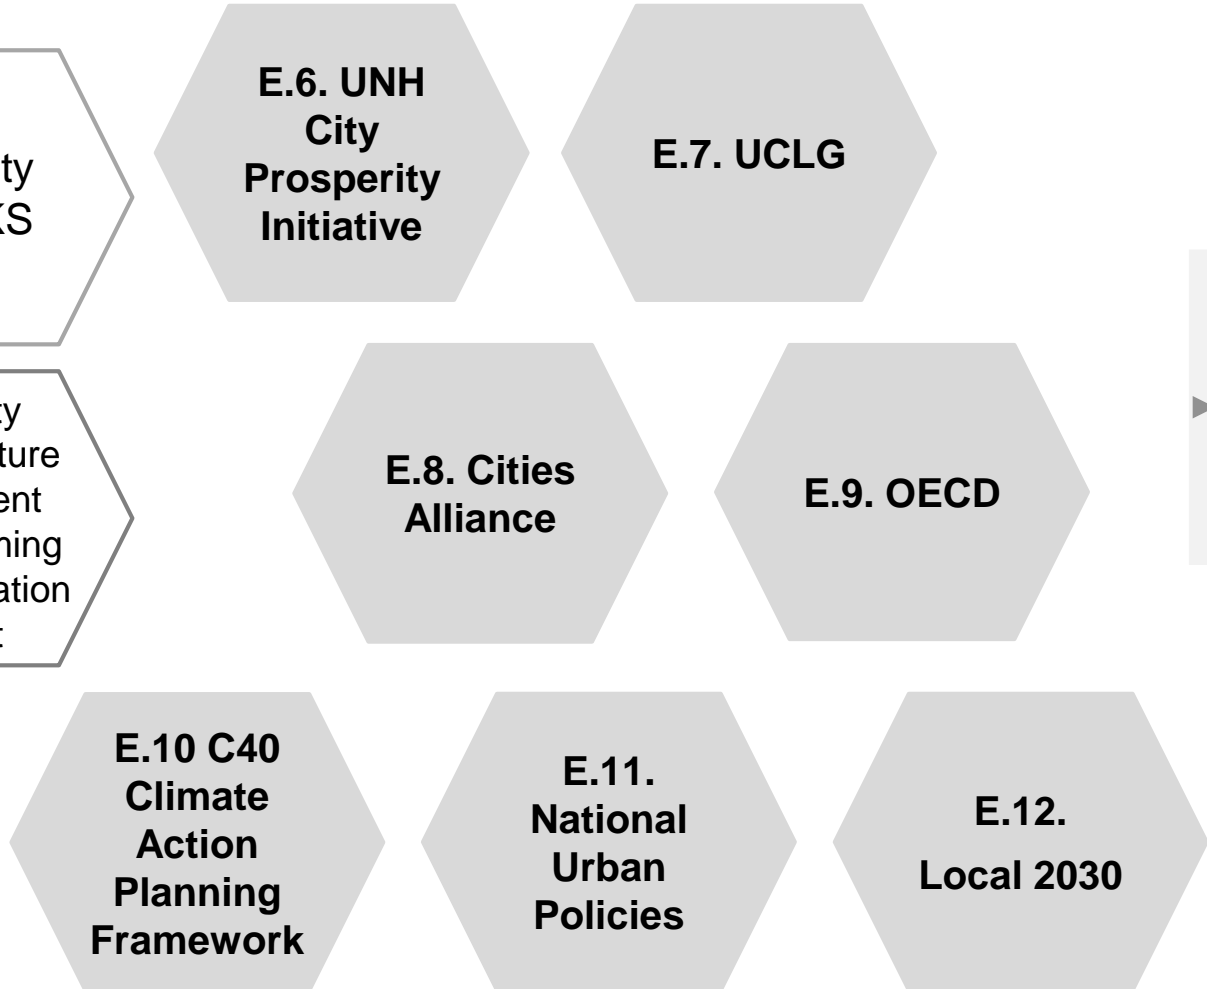 E.6. UNH
City
Prosperity
Initiative
E.7. UCLG
E.8. Cities
Alliance
E.9. OECD
E.10 C40
Climate
Action
Planning
Framework
E.11.
National
Urban
Policies
E.12.
Local 2030